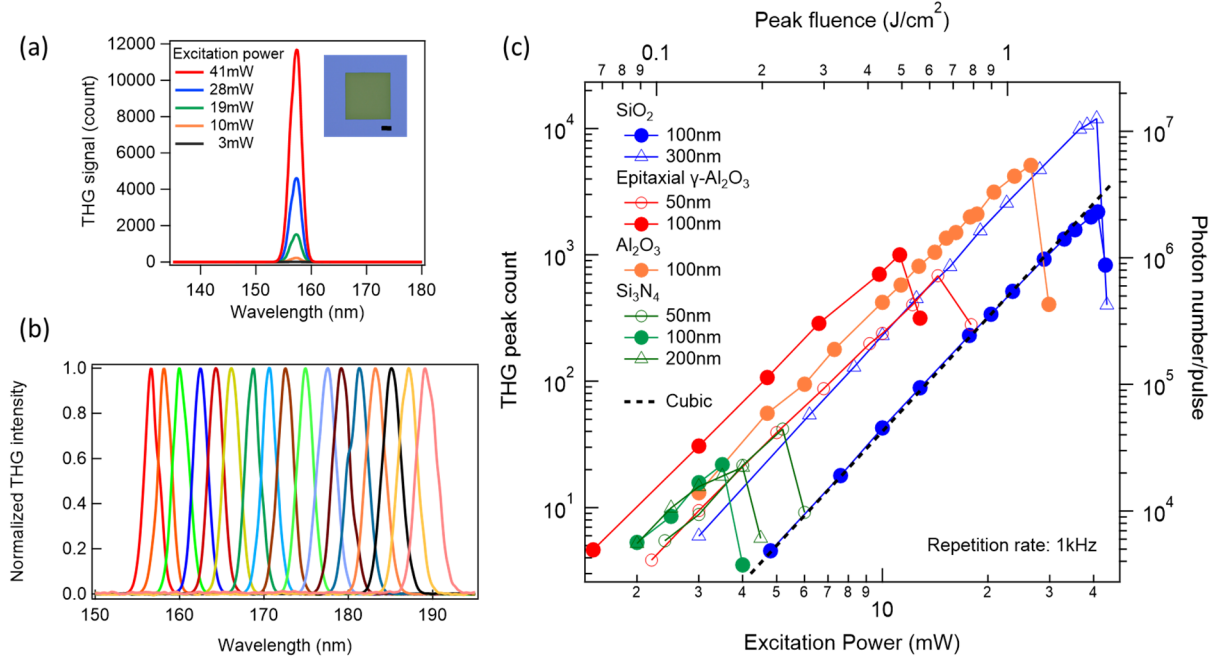 (a)
12000
10000
8000
6000
4000
2000
0
THG signal (count)
Excitation power
41mW
28mW
19mW
10mW
3mW
140 150 160 170 180
Wavelength (nm)
(b)
1.0
0.8
0.6
0.4
0.2
0.0
Normalized THG intensity
150 160 170 180 190
Wavelength (nm)
(c)
Peak fluence (J/cm²)
0.1 1
7 8 9 2 3 4 5 6 7 8 9
10⁴
10³
10²
10¹
THG peak count
SiO₂
100nm
300nm
Epitaxial γ-Al₂O₃
50nm
100nm
Al₂O₃
100nm
Si₃N₄
50nm
100nm
200nm
Cubic
Repetition rate: 1kHz
10⁷
10⁶
10⁵
10⁴
Photon number/pulse
2 3 4 5 6 7 8 9 2 3 4
10
Excitation Power (mW)